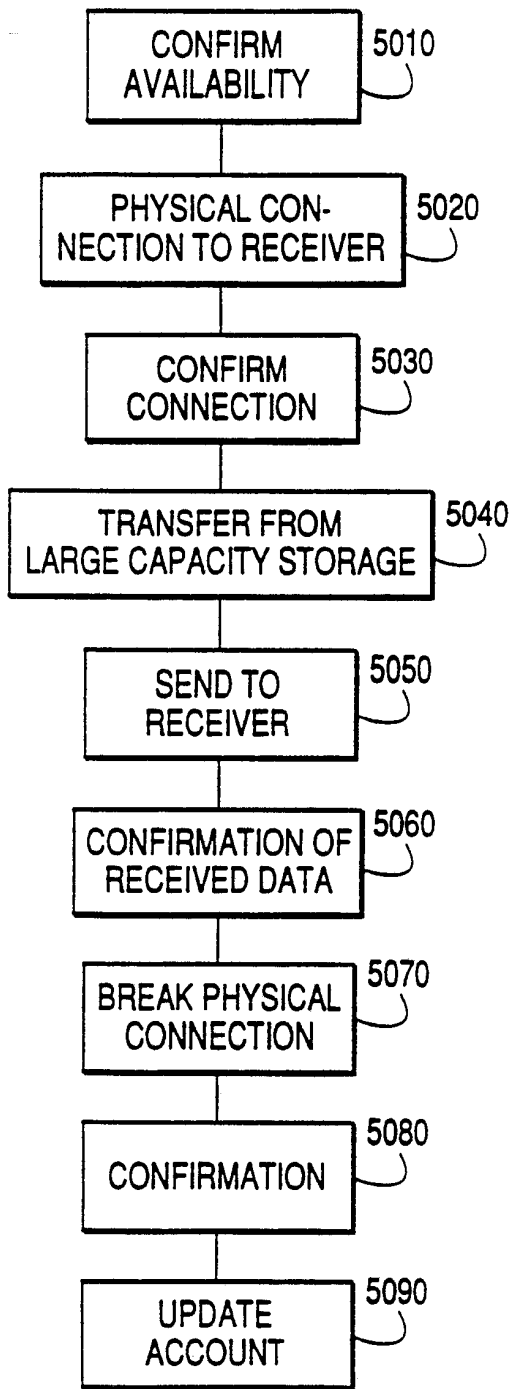 CONFIRM
AVAILABILITY
5010
PHYSICAL CON-
NECTION TO RECEIVER
5020
CONFIRM
CONNECTION
5030
TRANSFER FROM
LARGE CAPACITY STORAGE
5040
SEND TO
RECEIVER
5050
CONFIRMATION OF
RECEIVED DATA
5060
BREAK PHYSICAL
CONNECTION
5070
CONFIRMATION
5080
UPDATE
ACCOUNT
5090